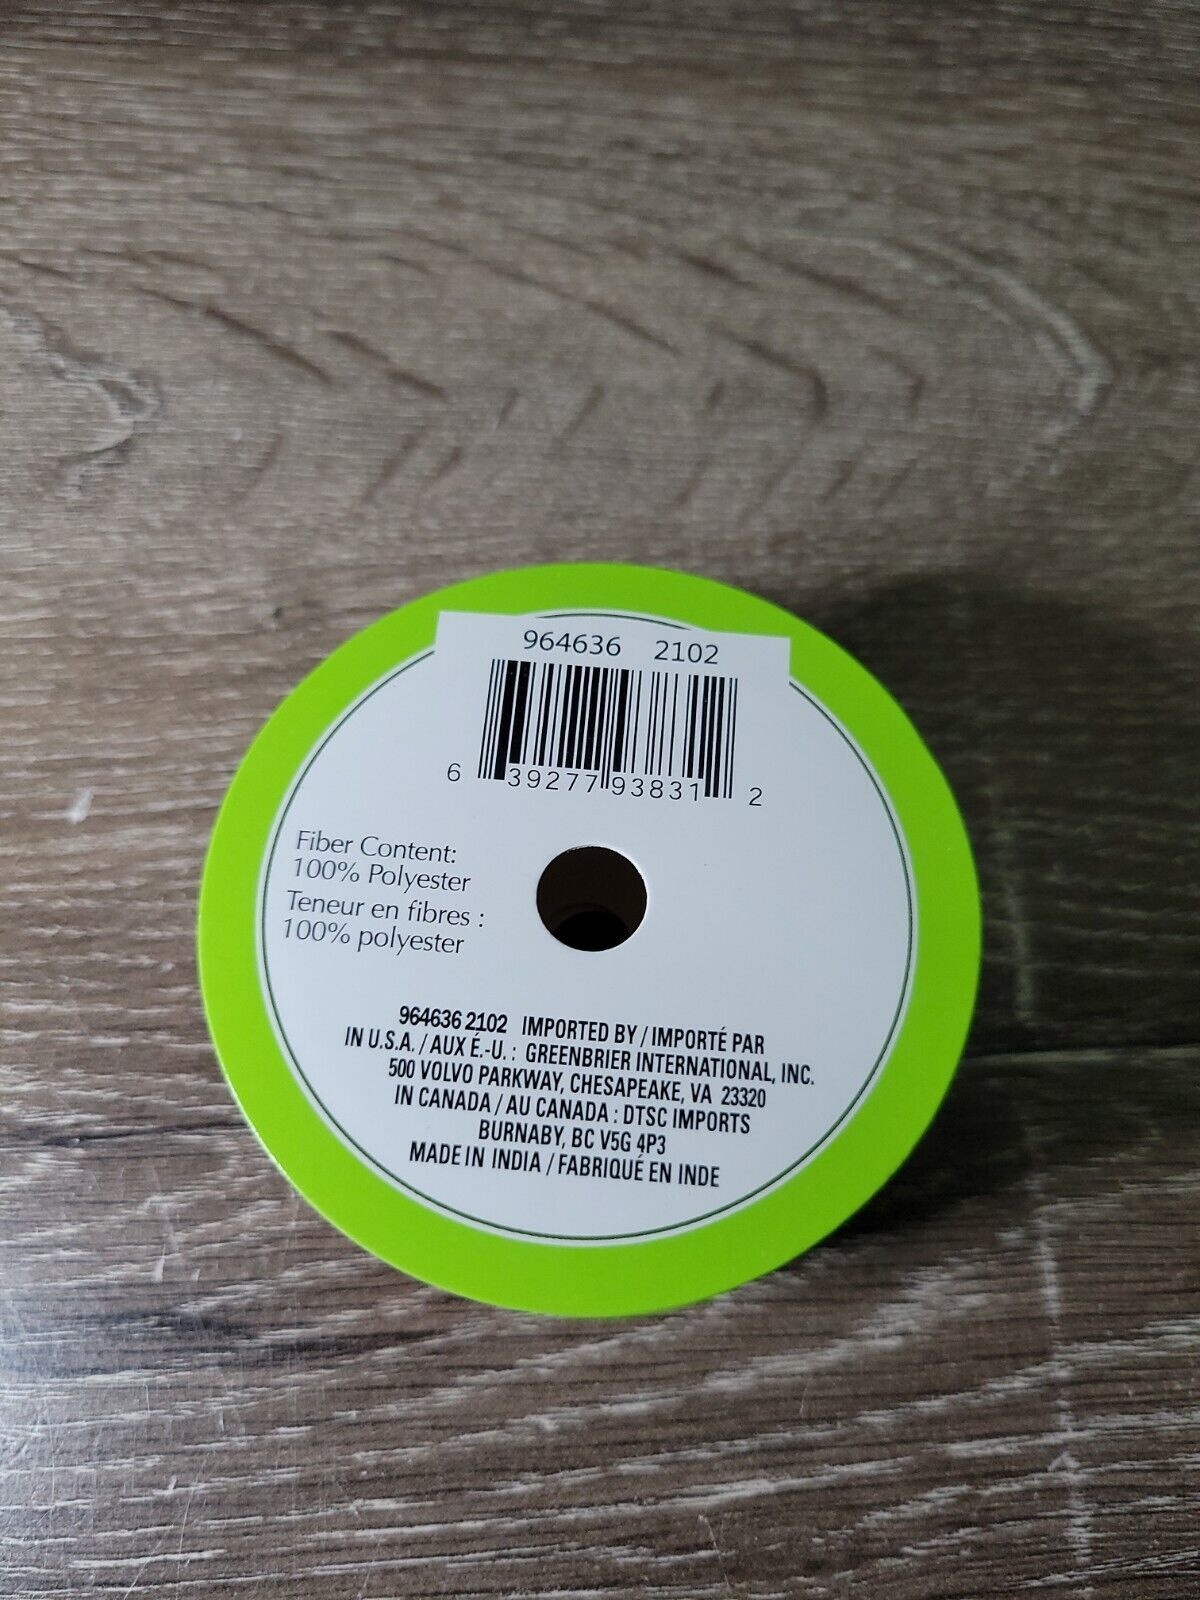 964636 2102
6 39277 93831 2
Fiber Content:
100% Polyester
Teneur en fibres :
100% polyester
964636 2102 IMPORTED BY / IMPORTÉ PAR
IN U.S.A. / AUX É.-U. : GREENBRIER INTERNATIONAL, INC.
500 VOLVO PARKWAY, CHESAPEAKE, VA 23320
IN CANADA / AU CANADA : DTSC IMPORTS
BURNABY, BC V5G 4P3
MADE IN INDIA / FABRIQUÉ EN INDE